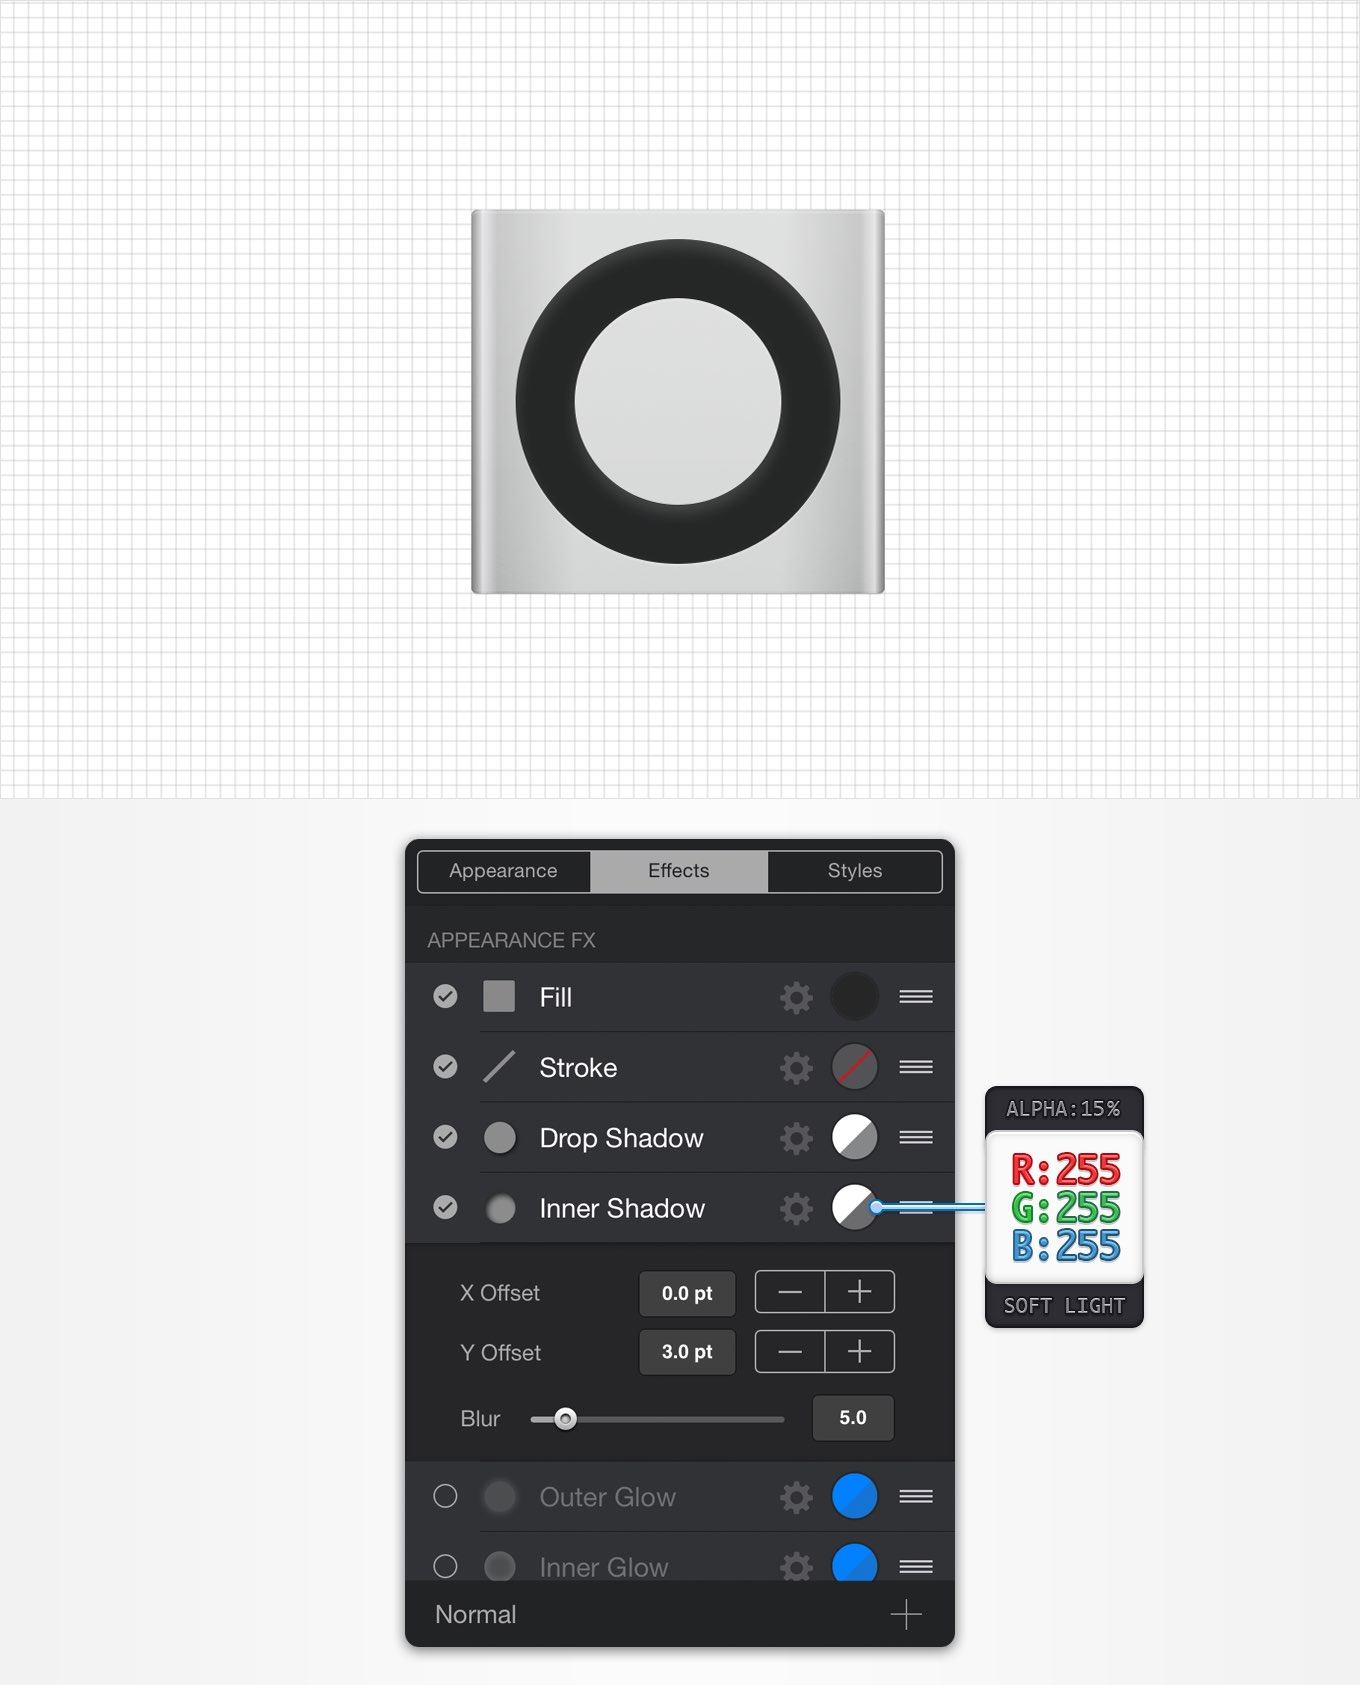 Appearance Effects Styles
APPEARANCE FX
Fill
Stroke
Drop Shadow
Inner Shadow
X Offset 0.0 pt
Y Offset 3.0 pt
Blur 5.0
Outer Glow
Inner Glow
Normal
ALPHA:15%
R:255
G:255
B:255
SOFT LIGHT